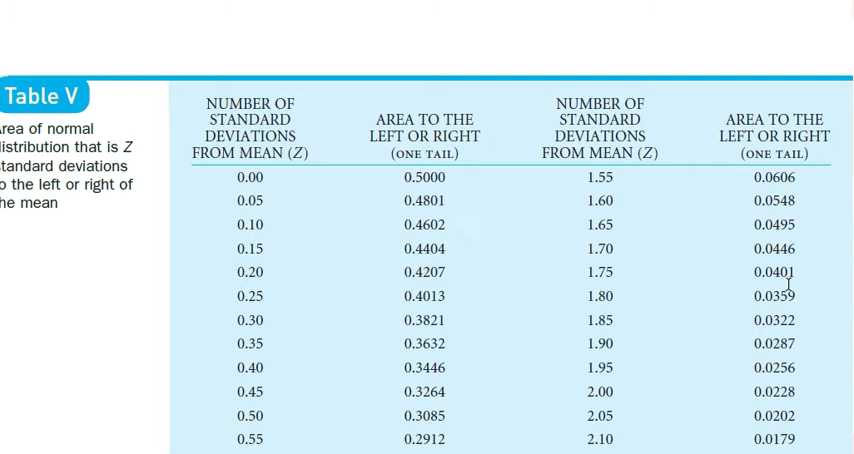 Table V
area of normal
distribution that is Z
standard deviations
to the left or right of
the mean
NUMBER OF
STANDARD
DEVIATIONS
FROM MEAN (Z)
AREA TO THE
LEFT OR RIGHT
(ONE TAIL)
NUMBER OF
STANDARD
DEVIATIONS
FROM MEAN (Z)
AREA TO THE
LEFT OR RIGHT
(ONE TAIL)
0.00 0.5000 1.55 0.0606
0.05 0.4801 1.60 0.0548
0.10 0.4602 1.65 0.0495
0.15 0.4404 1.70 0.0446
0.20 0.4207 1.75 0.0401
0.25 0.4013 1.80 0.0359
0.30 0.3821 1.85 0.0322
0.35 0.3632 1.90 0.0287
0.40 0.3446 1.95 0.0256
0.45 0.3264 2.00 0.0228
0.50 0.3085 2.05 0.0202
0.55 0.2912 2.10 0.0179